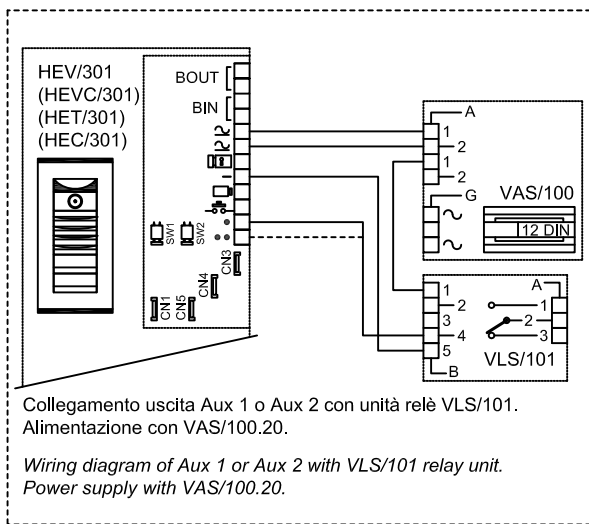 HEV/301
(HEVC/301)
(HET/301)
(HEC/301)
BOUT
BIN
12
12
SW1
SW2
CN3
CN4
CN1
CN5
A
1
2
1
2
G
VAS/100
12 DIN
1
2
3
4
5
B
A
1
2
3
VLS/101
Collegamento uscita Aux 1 o Aux 2 con unità relè VLS/101.
Alimentazione con VAS/100.20.
Wiring diagram of Aux 1 or Aux 2 with VLS/101 relay unit.
Power supply with VAS/100.20.